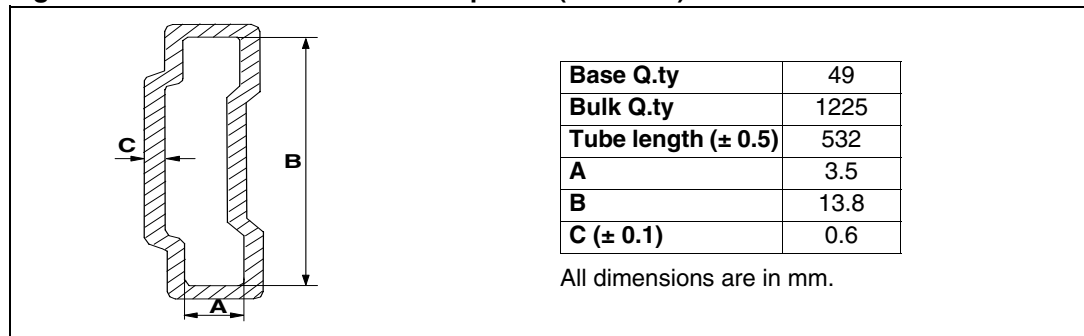 C
B
A
Base Q.ty 49
Bulk Q.ty 1225
Tube length (± 0.5) 532
A 3.5
B 13.8
C (± 0.1) 0.6
All dimensions are in mm.